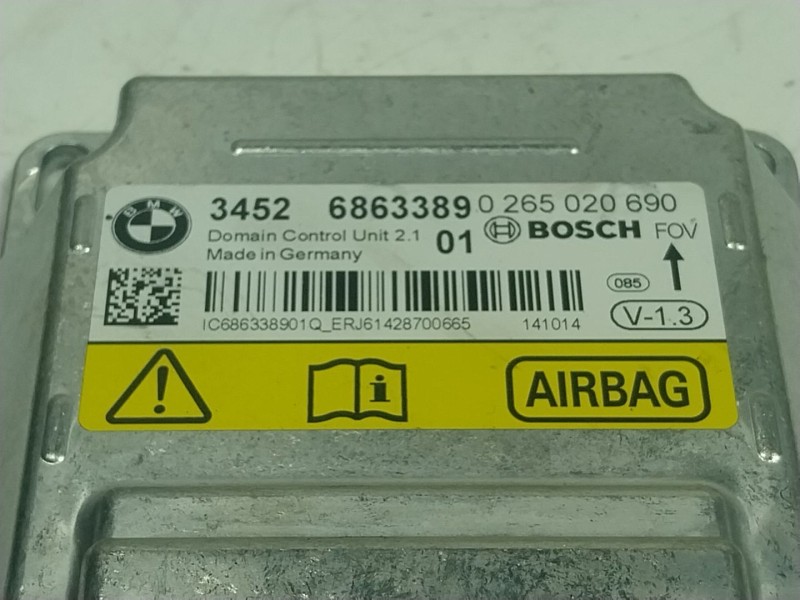 BMW
3452 6863389 0 265 020 690
Domain Control Unit 2.1 01 BOSCH FOV
Made in Germany
085
V-1.3
IC686338901Q_ERJ61428700665 141014
i
AIRBAG